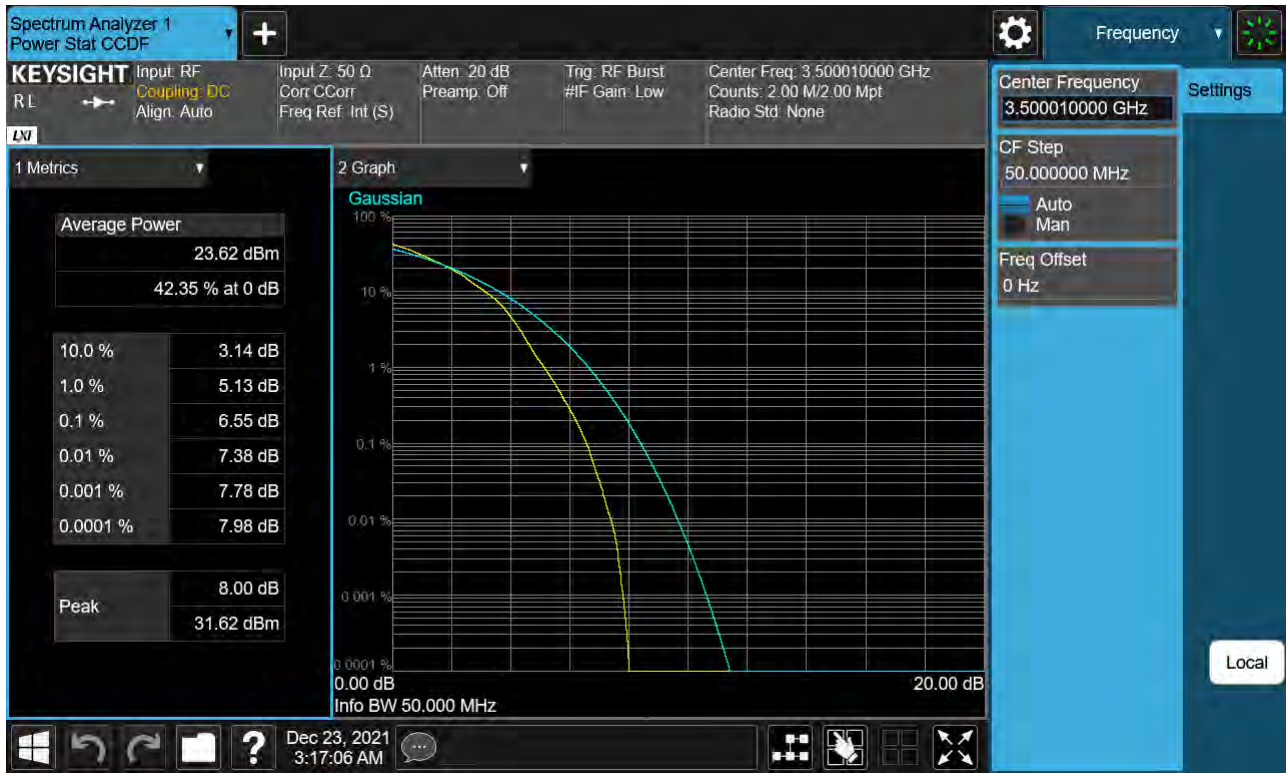 Spectrum Analyzer 1
Power Stat CCDF
+
Frequency
KEYSIGHT
RL
LXI
Input: RF
Coupling: DC
Align: Auto
Input Z: 50 Ω
Corr CCorr
Freq Ref: Int (S)
Atten: 20 dB
Preamp: Off
Trig: RF Burst
#IF Gain: Low
Center Freq: 3.500010000 GHz
Counts: 2.00 M/2.00 Mpt
Radio Std: None
Center Frequency
3.500010000 GHz
Settings
CF Step
50.000000 MHz
Auto
Man
Freq Offset
0 Hz
Local
1 Metrics
Average Power
23.62 dBm
42.35 % at 0 dB
10.0 % 3.14 dB
1.0 % 5.13 dB
0.1 % 6.55 dB
0.01 % 7.38 dB
0.001 % 7.78 dB
0.0001 % 7.98 dB
Peak 8.00 dB
31.62 dBm
2 Graph
Gaussian
100 %
10 %
1 %
0.1 %
0.01 %
0.001 %
0.0001 %
0.00 dB 20.00 dB
Info BW 50.000 MHz
?
Dec 23, 2021
3:17:06 AM